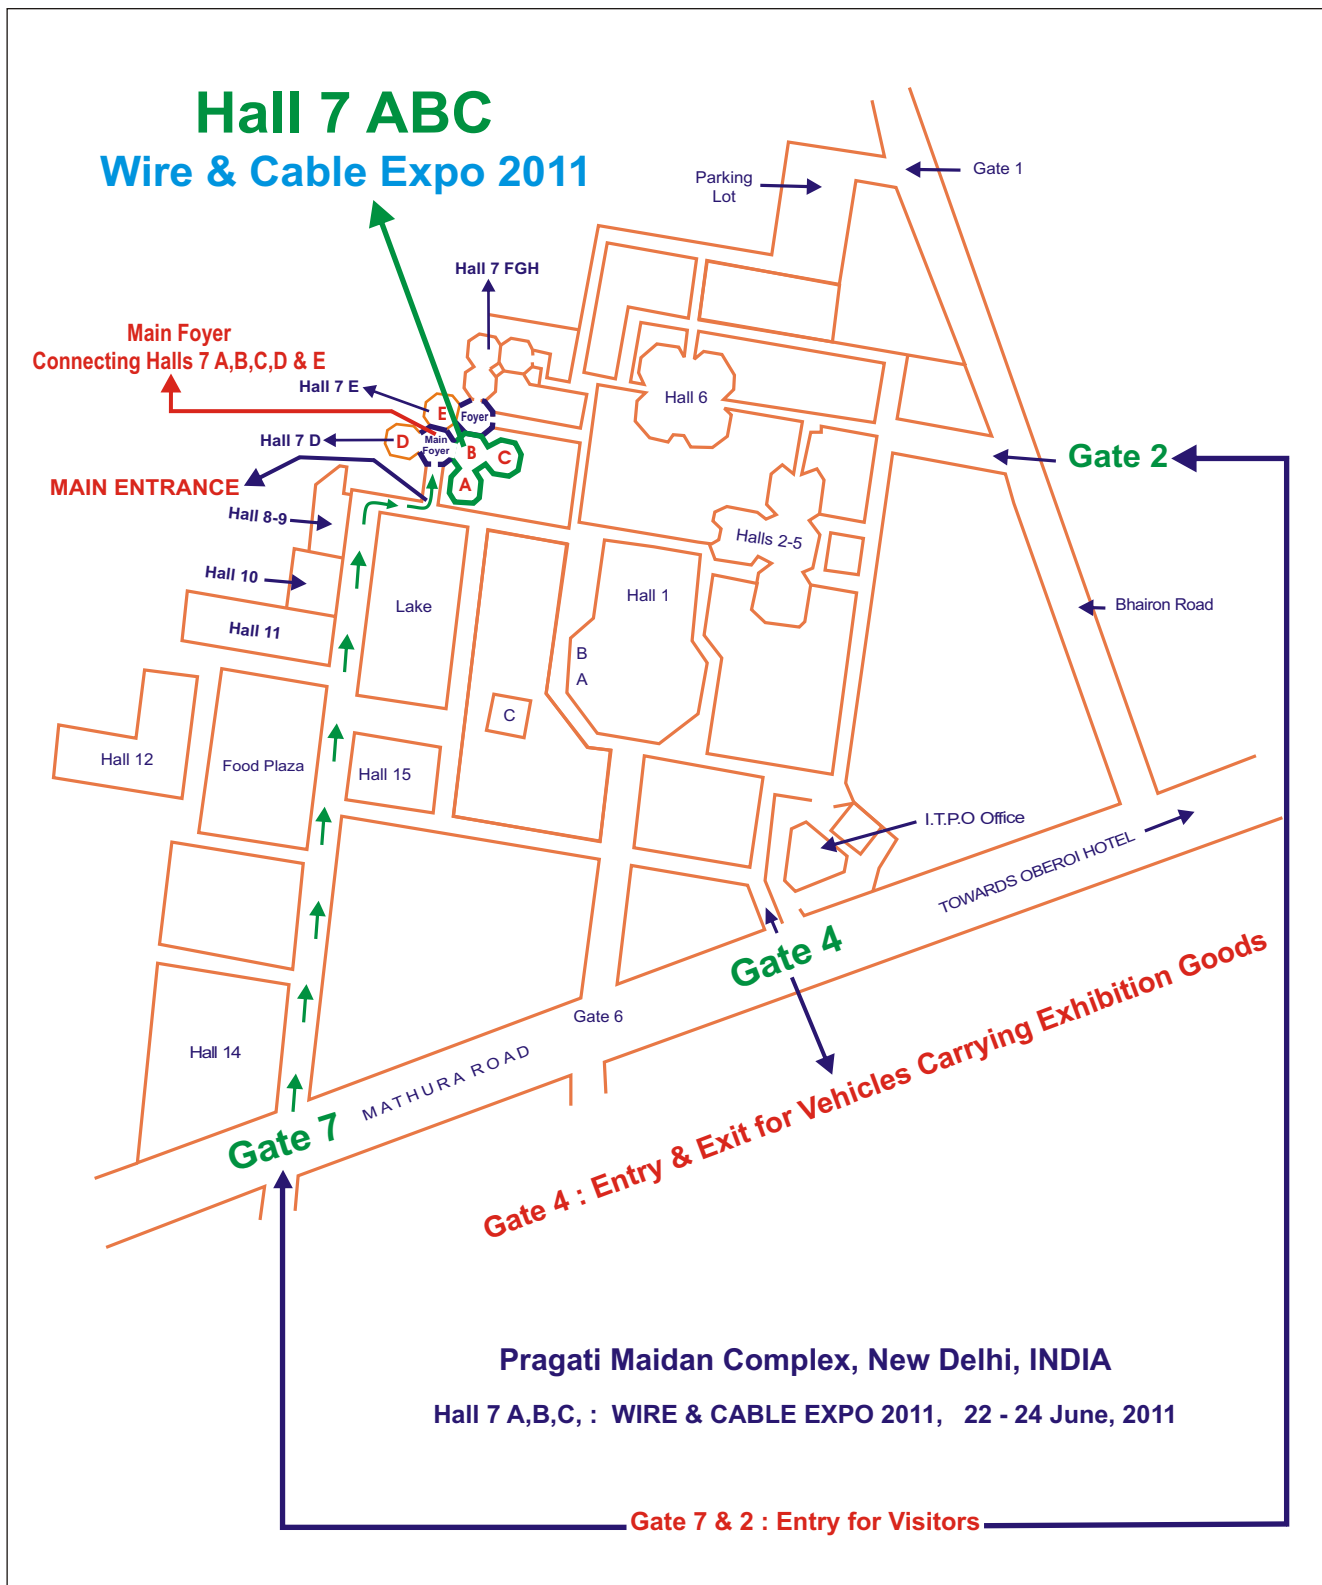 Hall 7 ABC
Wire & Cable Expo 2011
Gate 1
Parking
Lot
Hall 7 FGH
Main Foyer
Connecting Halls 7 A,B,C,D & E
Hall 7 E
Hall 6
E
Foyer
Hall 7 D
D
Main
Foyer
B
C
A
Gate 2
MAIN ENTRANCE
Hall 8-9
Halls 2-5
Hall 10
Lake
Hall 1
Bhairon Road
Hall 11
B
A
C
Hall 12
Food Plaza
Hall 15
I.T.P.O Office
TOWARDS OBEROI HOTEL
Gate 4
Gate 6
Hall 14
MATHURA ROAD
Gate 7
Gate 4 : Entry & Exit for Vehicles Carrying Exhibition Goods
Pragati Maidan Complex, New Delhi, INDIA
Hall 7 A,B,C, : WIRE & CABLE EXPO 2011, 22 - 24 June, 2011
Gate 7 & 2 : Entry for Visitors